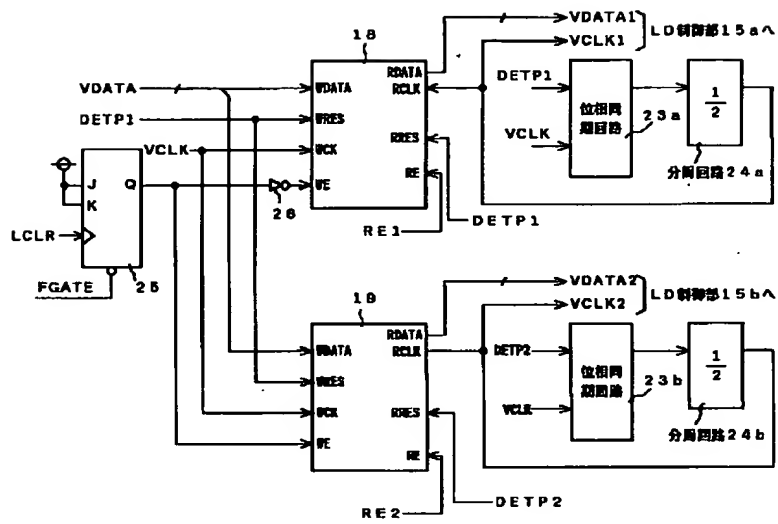 18
VDATA1
VCLK1
LD制御部15aへ
VDATA
DETP1
VCLK
WDATA
WRES
WCK
WE
RDATA
RCLK
RRES
RE
DETP1
VCLK
位相同
期回路
23a
1
2
分周回路24a
J
K
Q
LCLR
FGATE
25
26
RE1
DETP1
19
VDATA2
VCLK2
LD制御部15bへ
WDATA
WRES
WCK
WE
RDATA
RCLK
RRES
RE
DETP2
VCLK
位相同
期回路
23b
1
2
分周回路24b
RE2
DETP2